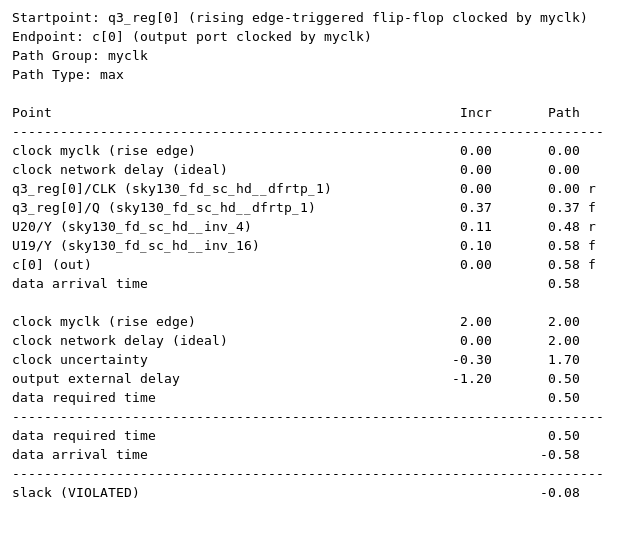 Startpoint: q3_reg[0] (rising edge-triggered flip-flop clocked by myclk)
Endpoint: c[0] (output port clocked by myclk)
Path Group: myclk
Path Type: max
Point Incr Path
--------------------------------------------------------------------------
clock myclk (rise edge) 0.00 0.00
clock network delay (ideal) 0.00 0.00
q3_reg[0]/CLK (sky130_fd_sc_hd__dfrtp_1) 0.00 0.00 r
q3_reg[0]/Q (sky130_fd_sc_hd__dfrtp_1) 0.37 0.37 f
U20/Y (sky130_fd_sc_hd__inv_4) 0.11 0.48 r
U19/Y (sky130_fd_sc_hd__inv_16) 0.10 0.58 f
c[0] (out) 0.00 0.58 f
data arrival time 0.58
clock myclk (rise edge) 2.00 2.00
clock network delay (ideal) 0.00 2.00
clock uncertainty -0.30 1.70
output external delay -1.20 0.50
data required time 0.50
--------------------------------------------------------------------------
data required time 0.50
data arrival time -0.58
--------------------------------------------------------------------------
slack (VIOLATED) -0.08